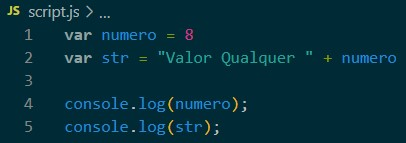 JS script.js > ...
1 var numero = 8
2 var str = "Valor Qualquer " + numero
3
4 console.log(numero);
5 console.log(str);